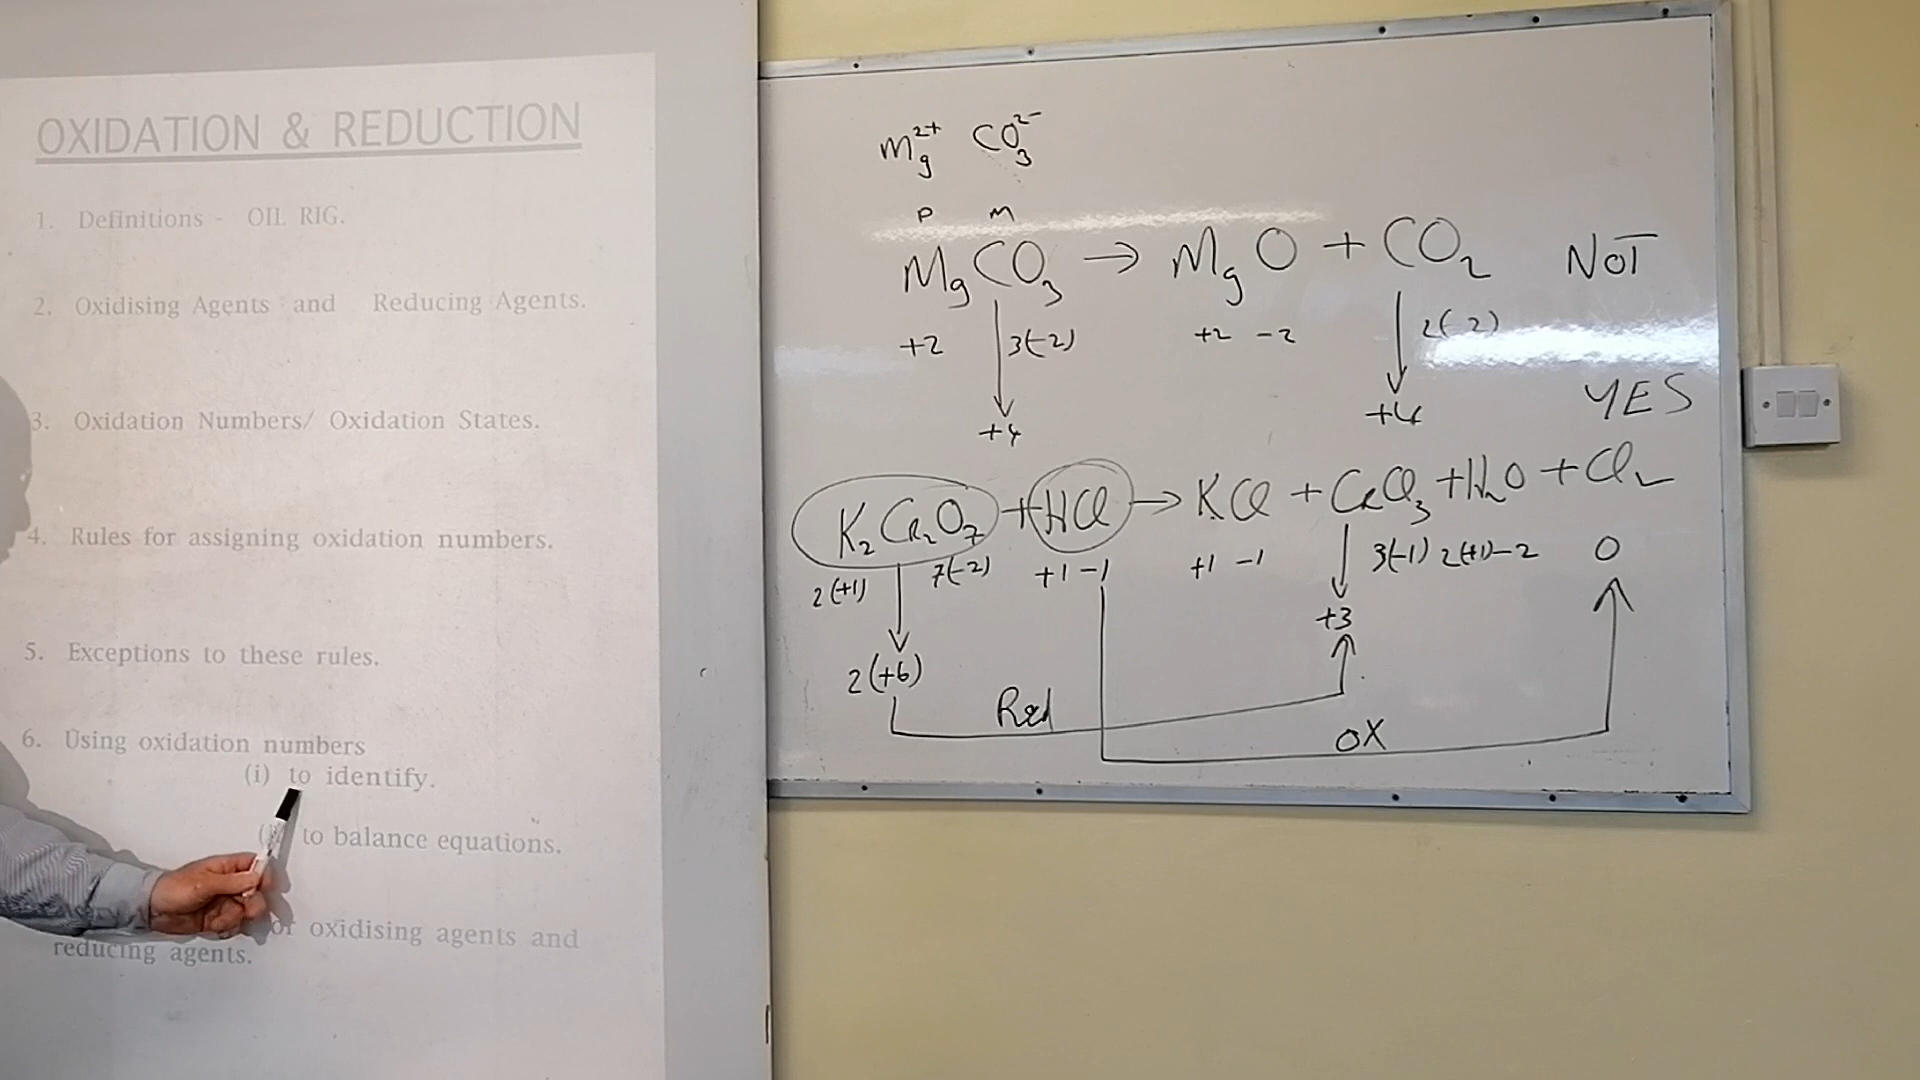 OXIDATION & REDUCTION
1. Definitions - OIL RIG.
2. Oxidising Agents and Reducing Agents.
3. Oxidation Numbers/ Oxidation States.
4. Rules for assigning oxidation numbers.
5. Exceptions to these rules.
6. Using oxidation numbers
(i) to identify.
to balance equations.
of oxidising agents and
reducing agents.
Mg²⁺ CO₃²⁻
P M
MgCO₃ → MgO + CO₂ NOT
+2 3(-2) +2 -2 2(-2)
+4 +4 YES
K₂Cr₂O₇ + HCl → KCl + CrCl₃ + H₂O + Cl₂
2(+1) 7(-2) +1 -1 +1 -1 3(-1) 2(+1) -2 0
+3
2(+6)
Red
OX